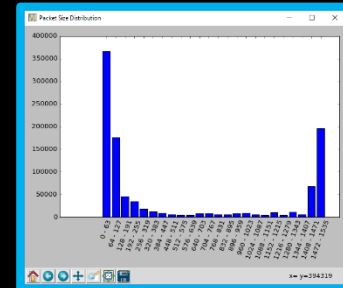 Packet Size Distribution
400000
350000
300000
250000
200000
150000
100000
50000
0
0 - 63
64 - 127
128 - 191
192 - 255
256 - 319
320 - 383
384 - 447
448 - 511
512 - 575
576 - 639
640 - 703
704 - 767
768 - 831
832 - 895
896 - 959
960 - 1023
1024 - 1087
1088 - 1151
1152 - 1215
1216 - 1279
1280 - 1343
1344 - 1407
1408 - 1471
1472 - 1535
x= y=394319